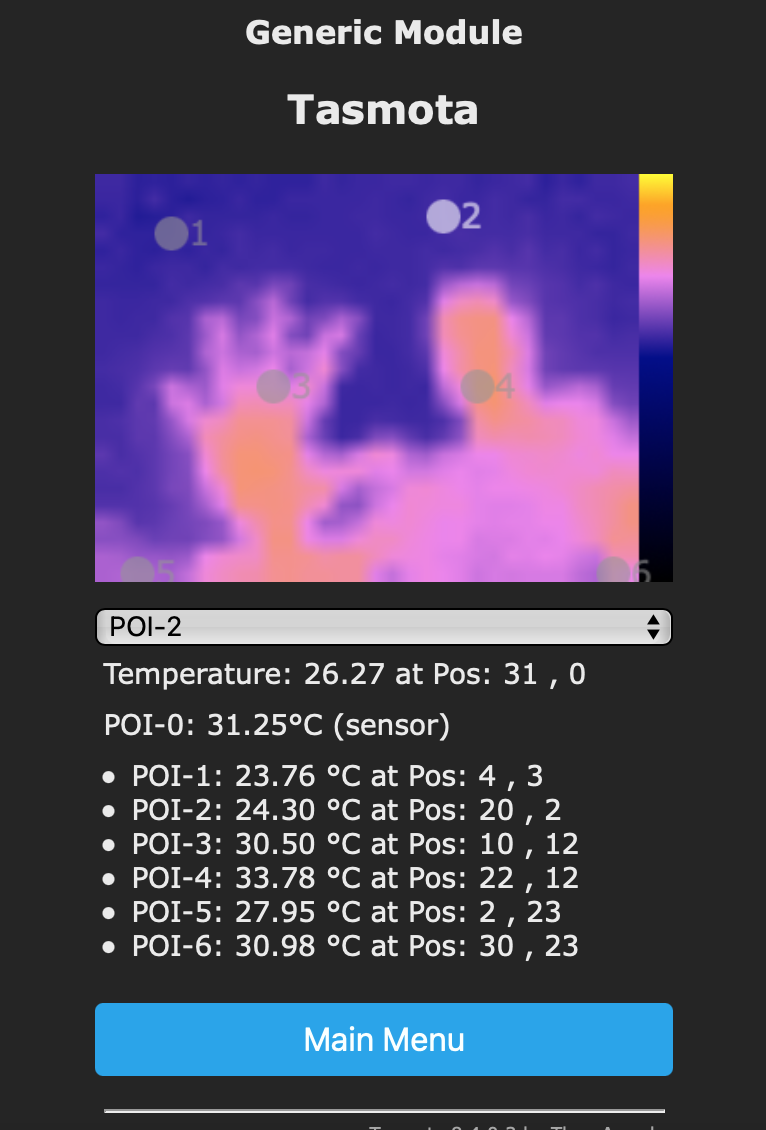 Generic Module
Tasmota
1
2
3
4
5
6
POI-2
Temperature: 26.27 at Pos: 31 , 0
POI-0: 31.25°C (sensor)
POI-1: 23.76 °C at Pos: 4 , 3
POI-2: 24.30 °C at Pos: 20 , 2
POI-3: 30.50 °C at Pos: 10 , 12
POI-4: 33.78 °C at Pos: 22 , 12
POI-5: 27.95 °C at Pos: 2 , 23
POI-6: 30.98 °C at Pos: 30 , 23
Main Menu